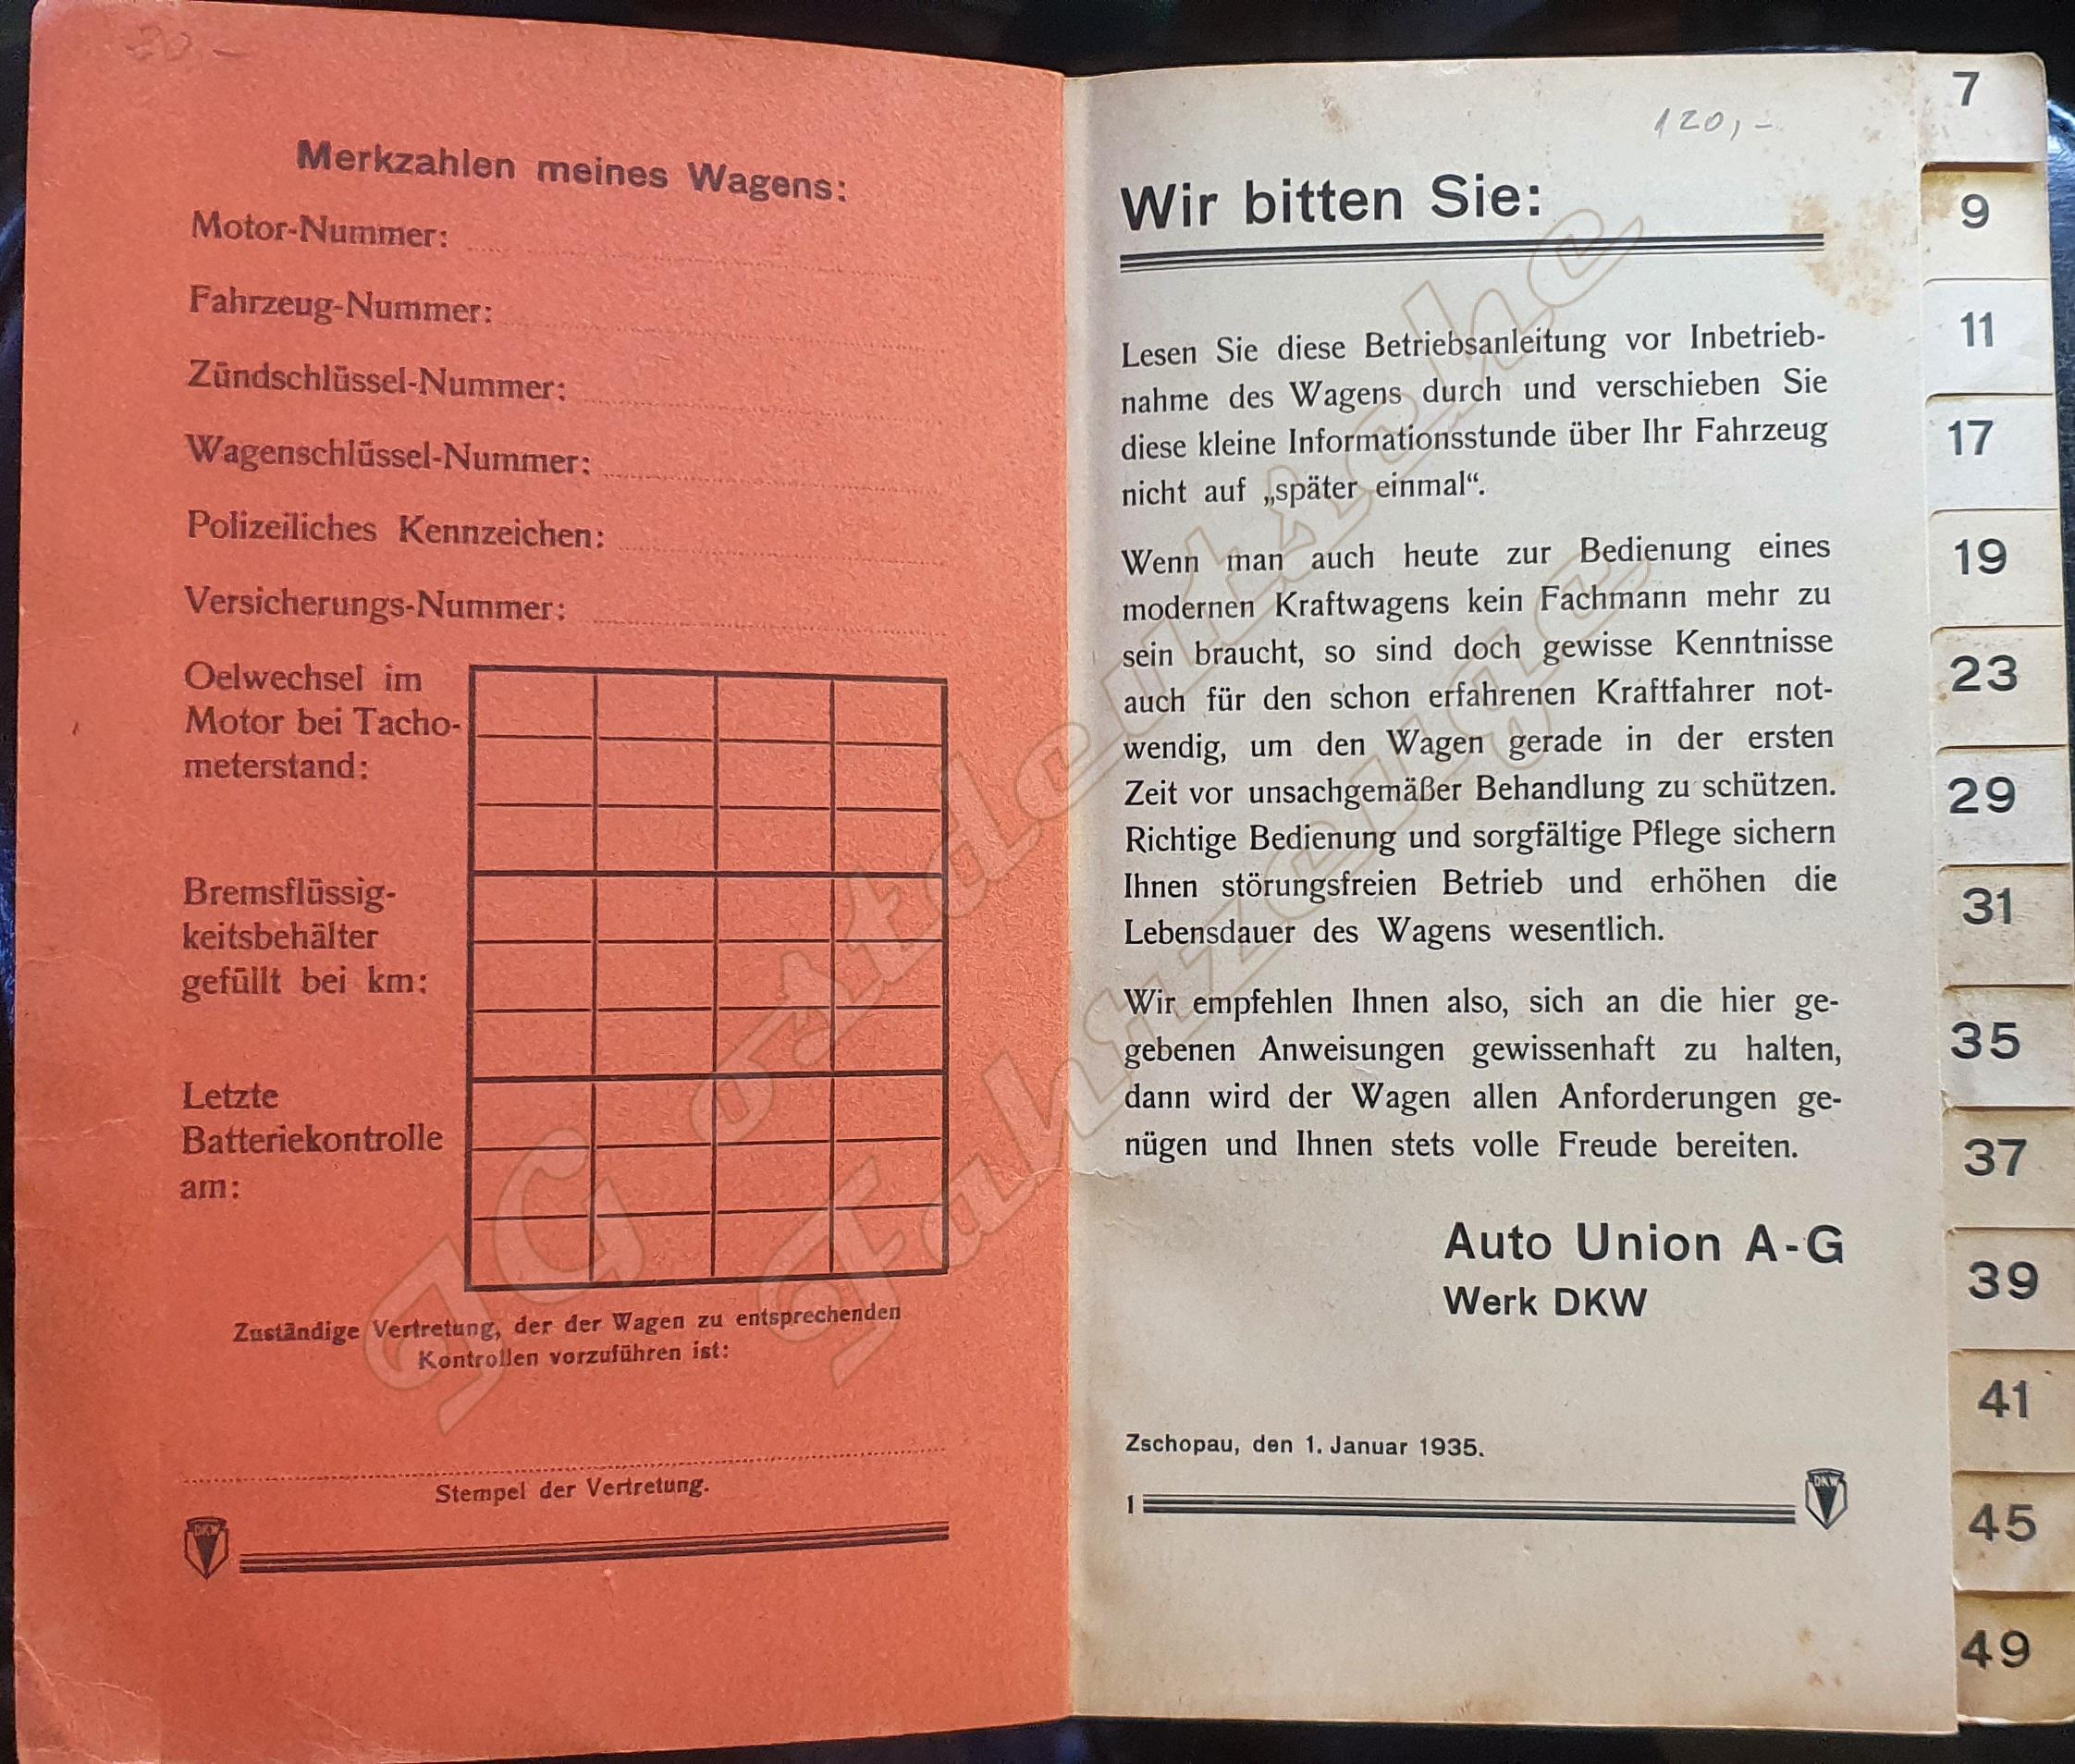 20,-
Merkzahlen meines Wagens:
Motor-Nummer:
Fahrzeug-Nummer:
Zündschlüssel-Nummer:
Wagenschlüssel-Nummer:
Polizeiliches Kennzeichen:
Versicherungs-Nummer:
Oelwechsel im
Motor bei Tacho-
meterstand:
Bremsflüssig-
keitsbehälter
gefüllt bei km:
Letzte
Batteriekontrolle
am:
Zuständige Vertretung, der der Wagen zu entsprechenden
Kontrollen vorzuführen ist:
Stempel der Vertretung.
DKW
120,-
Wir bitten Sie:
Lesen Sie diese Betriebsanleitung vor Inbetrieb-
nahme des Wagens durch und verschieben Sie
diese kleine Informationsstunde über Ihr Fahrzeug
nicht auf „später einmal“.
Wenn man auch heute zur Bedienung eines
modernen Kraftwagens kein Fachmann mehr zu
sein braucht, so sind doch gewisse Kenntnisse
auch für den schon erfahrenen Kraftfahrer not-
wendig, um den Wagen gerade in der ersten
Zeit vor unsachgemäßer Behandlung zu schützen.
Richtige Bedienung und sorgfältige Pflege sichern
Ihnen störungsfreien Betrieb und erhöhen die
Lebensdauer des Wagens wesentlich.
Wir empfehlen Ihnen also, sich an die hier ge-
gebenen Anweisungen gewissenhaft zu halten,
dann wird der Wagen allen Anforderungen ge-
nügen und Ihnen stets volle Freude bereiten.
Auto Union A-G
Werk DKW
Zschopau, den 1. Januar 1935.
1
DKW
7
9
11
17
19
23
29
31
35
37
39
41
45
49
IG ostdeutsche
Fahrzeuge